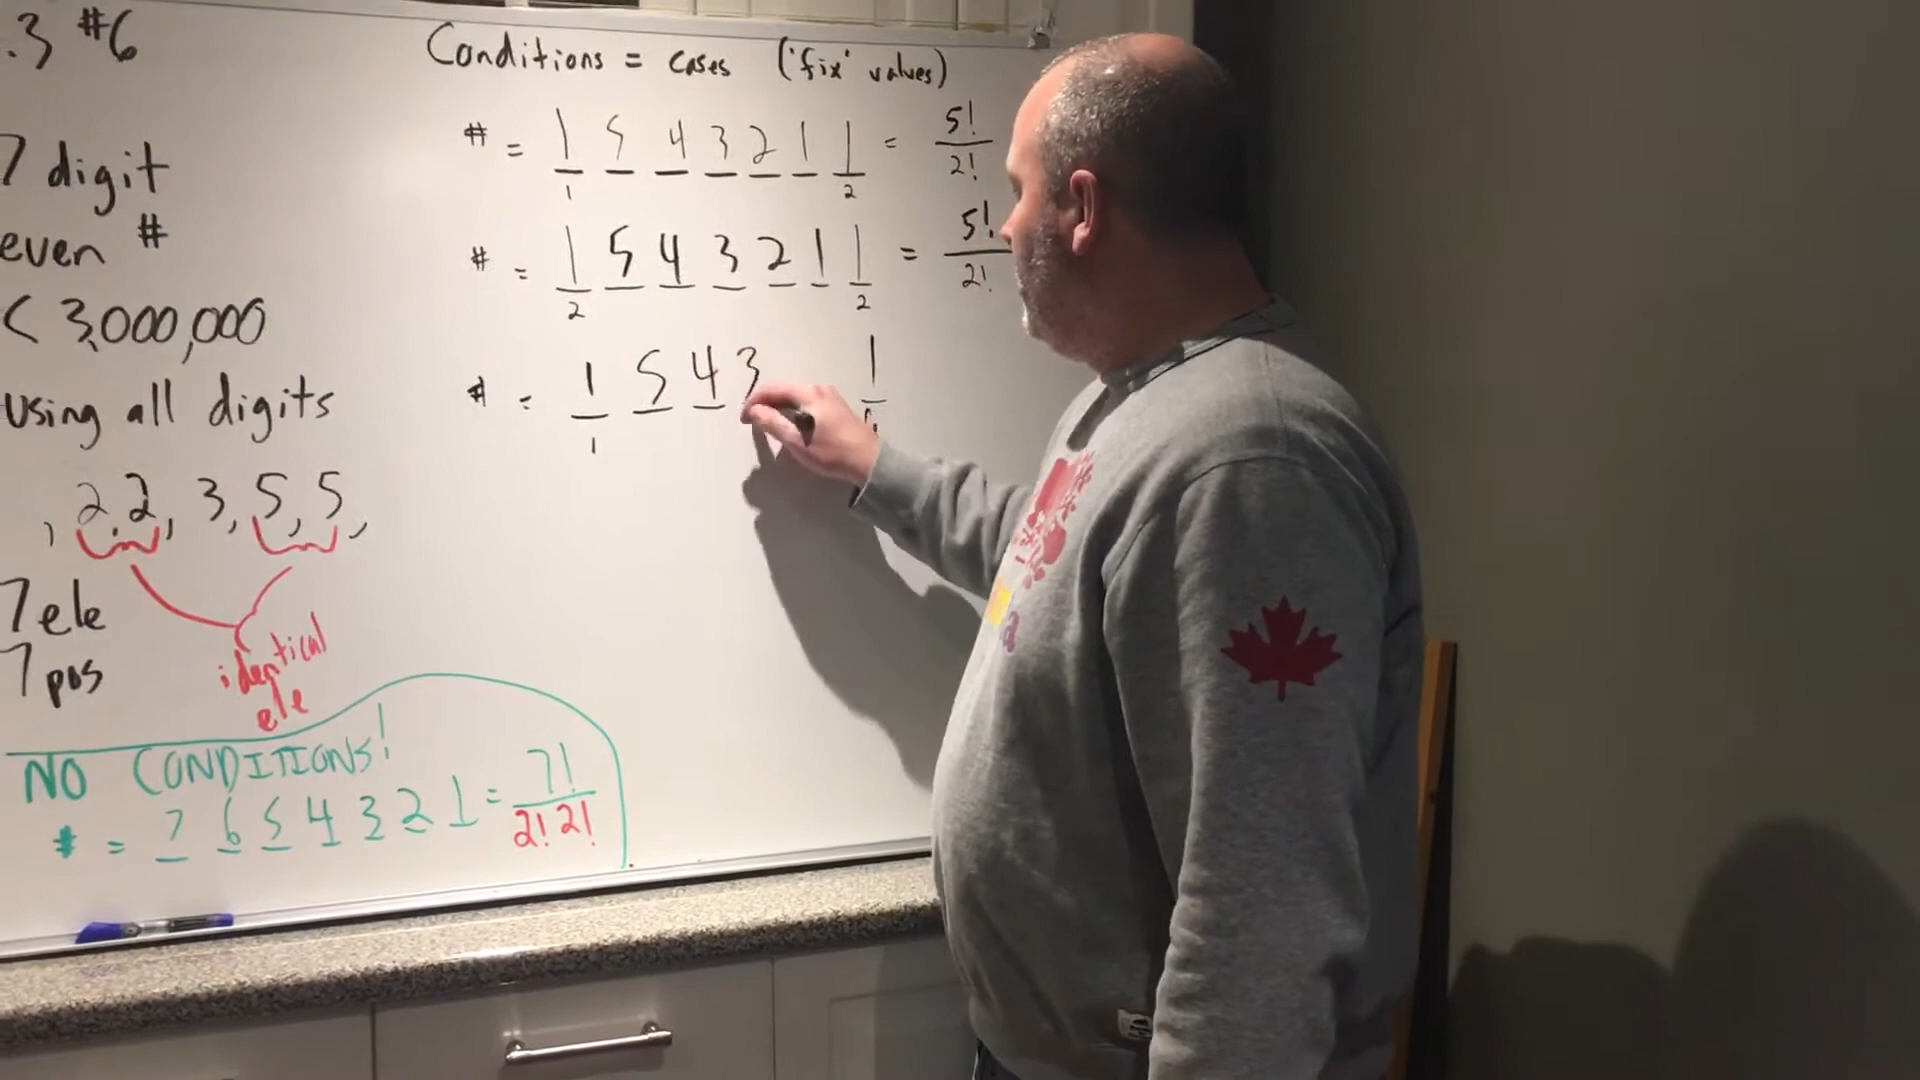 .3 #6
7 digit
even #
< 3,000,000
using all digits
, 2, 2, 3, 5, 5,
7 ele
7 pos
identical
ele
NO CONDITIONS!
# = 7 6 5 4 3 2 1 = 7!
2! 2!
Conditions = cases ('fix' values)
# = 1 5 4 3 2 1 1 = 5!
1 2 2!
# = 1 5 4 3 2 1 1 = 5!
2 2 2!
# = 1 5 4 3 1
1
a